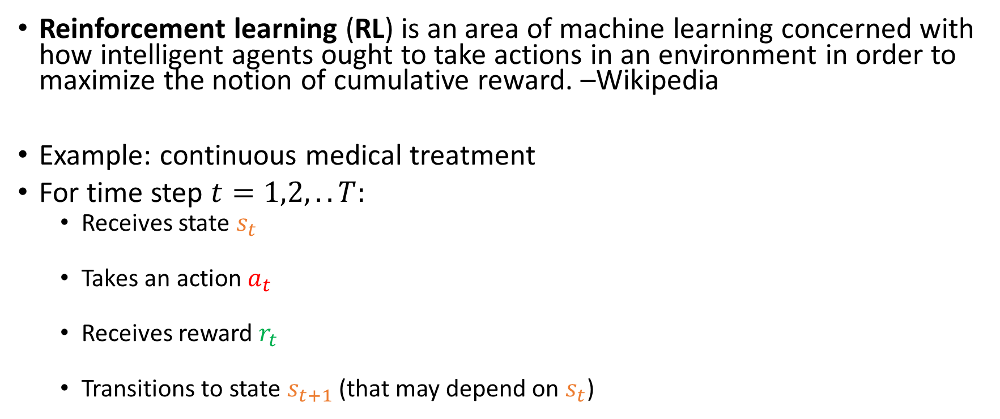 • Reinforcement learning (RL) is an area of machine learning concerned with
how intelligent agents ought to take actions in an environment in order to
maximize the notion of cumulative reward. –Wikipedia
• Example: continuous medical treatment
• For time step t = 1,2,..T:
• Receives state s_t
• Takes an action a_t
• Receives reward r_t
• Transitions to state s_{t+1} (that may depend on s_t)